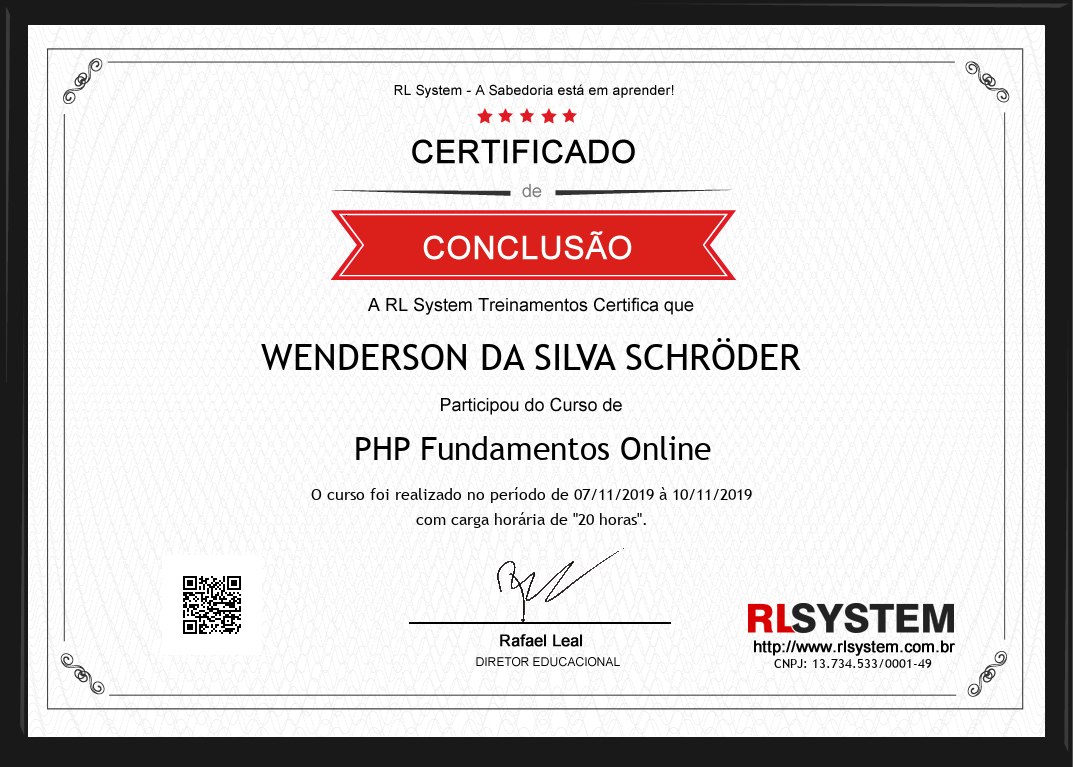 RL System - A Sabedoria está em aprender!
CERTIFICADO
de
CONCLUSÃO
A RL System Treinamentos Certifica que
WENDERSON DA SILVA SCHRÖDER
Participou do Curso de
PHP Fundamentos Online
O curso foi realizado no período de 07/11/2019 à 10/11/2019
com carga horária de "20 horas".
Rafael Leal
DIRETOR EDUCACIONAL
RLSYSTEM
http://www.rlsystem.com.br
CNPJ: 13.734.533/0001-49